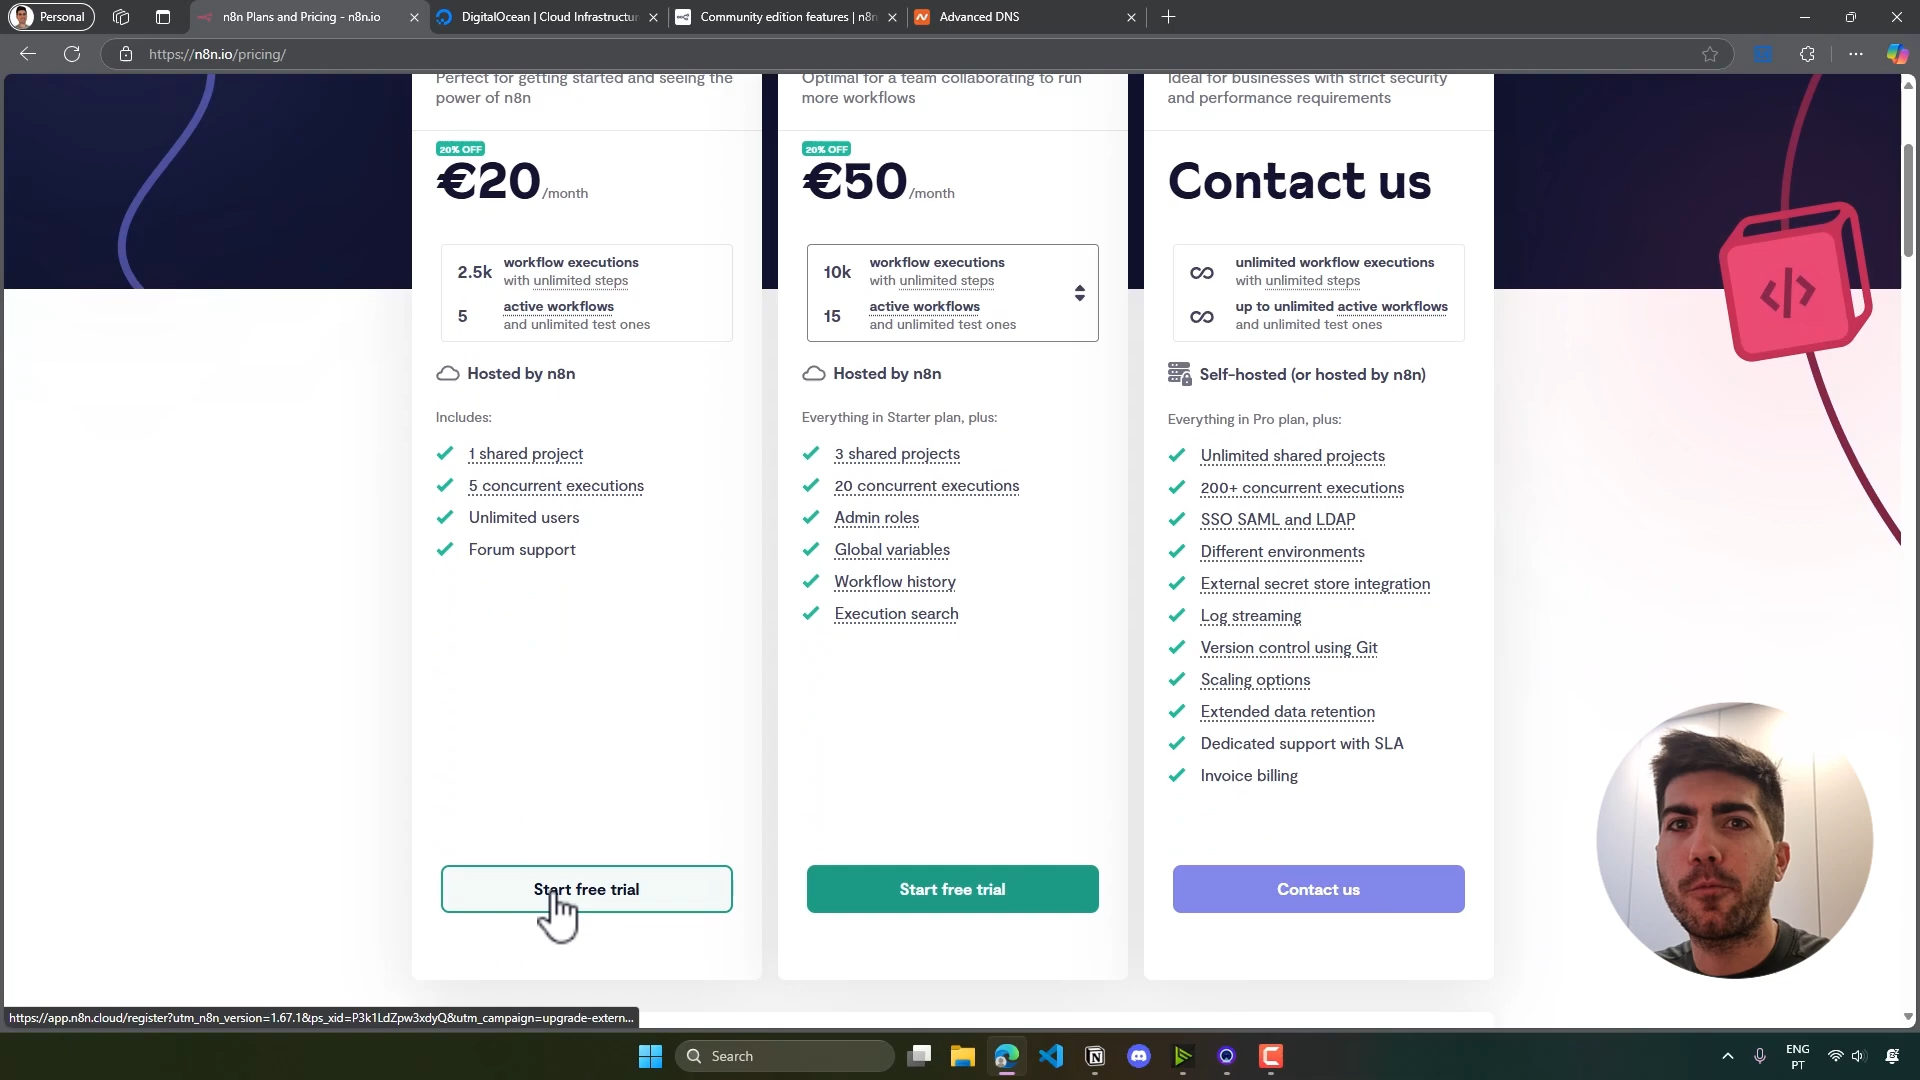 Personal
n8n Plans and Pricing - n8n.io
DigitalOcean | Cloud Infrastructur
Community edition features | n8n
Advanced DNS
https://n8n.io/pricing/
Perfect for getting started and seeing the
power of n8n
20% OFF
€20 /month
2.5k workflow executions
with unlimited steps
5 active workflows
and unlimited test ones
Hosted by n8n
Includes:
1 shared project
5 concurrent executions
Unlimited users
Forum support
Start free trial
Optimal for a team collaborating to run
more workflows
20% OFF
€50 /month
10k workflow executions
with unlimited steps
15 active workflows
and unlimited test ones
Hosted by n8n
Everything in Starter plan, plus:
3 shared projects
20 concurrent executions
Admin roles
Global variables
Workflow history
Execution search
Start free trial
Ideal for businesses with strict security
and performance requirements
Contact us
∞ unlimited workflow executions
with unlimited steps
∞ up to unlimited active workflows
and unlimited test ones
Self-hosted (or hosted by n8n)
Everything in Pro plan, plus:
Unlimited shared projects
200+ concurrent executions
SSO SAML and LDAP
Different environments
External secret store integration
Log streaming
Version control using Git
Scaling options
Extended data retention
Dedicated support with SLA
Invoice billing
Contact us
</>
https://app.n8n.cloud/register?utm_n8n_version=1.67.1&ps_xid=P3k1LdZpw3xdyQ&utm_campaign=upgrade-extern...
Search
ENG
PT